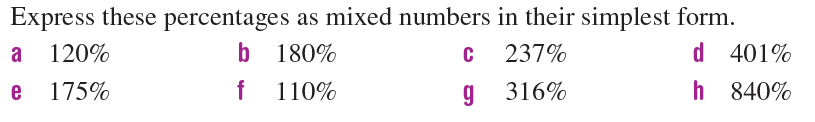 Express these percentages as mixed numbers in their simplest form.
a 120% b 180% c 237% d 401%
e 175% f 110% g 316% h 840%